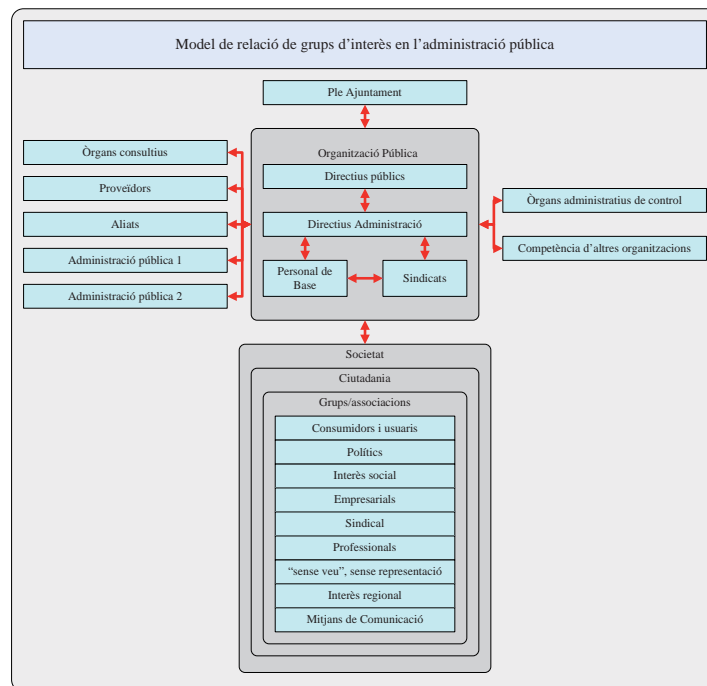 Model de relació de grups d’interès en l’administració pública
Ple Ajuntament
Organització Pública
Directius públics
Directius Administració
Personal de
Base
Sindicats
Òrgans consultius
Proveïdors
Aliats
Administració pública 1
Administració pública 2
Òrgans administratius de control
Competència d’altres organitzacions
Societat
Ciutadania
Grups/associacions
Consumidors i usuaris
Polítics
Interès social
Empresarials
Sindical
Professionals
“sense veu”, sense representació
Interès regional
Mitjans de Comunicació